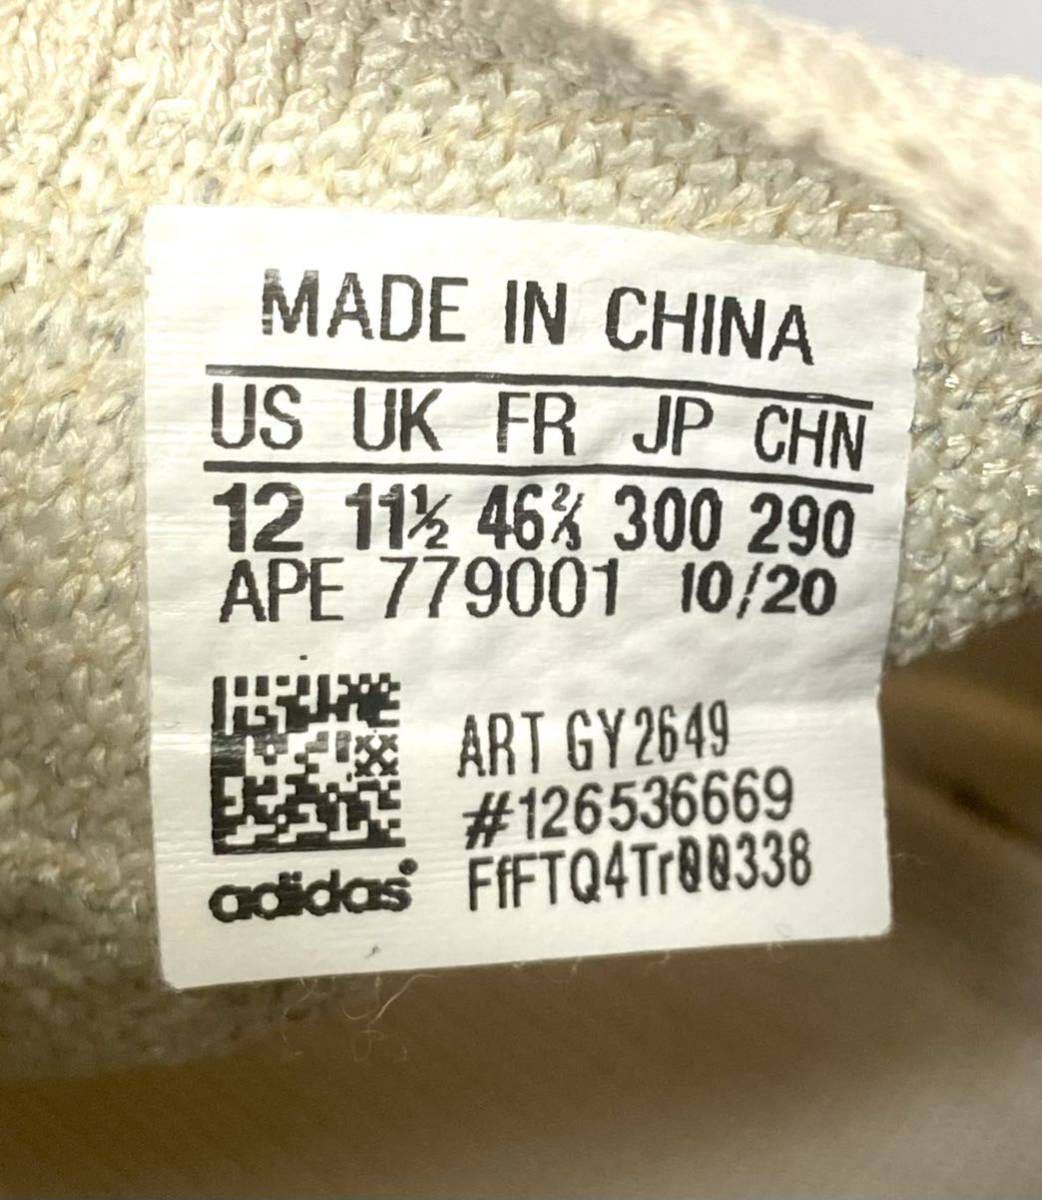 MADE IN CHINA
US UK FR JP CHN
12 11½ 46⅔ 300 290
APE 779001 10/20
ART GY2649
#126536669
FfFTQ4Tr00338
adidas®